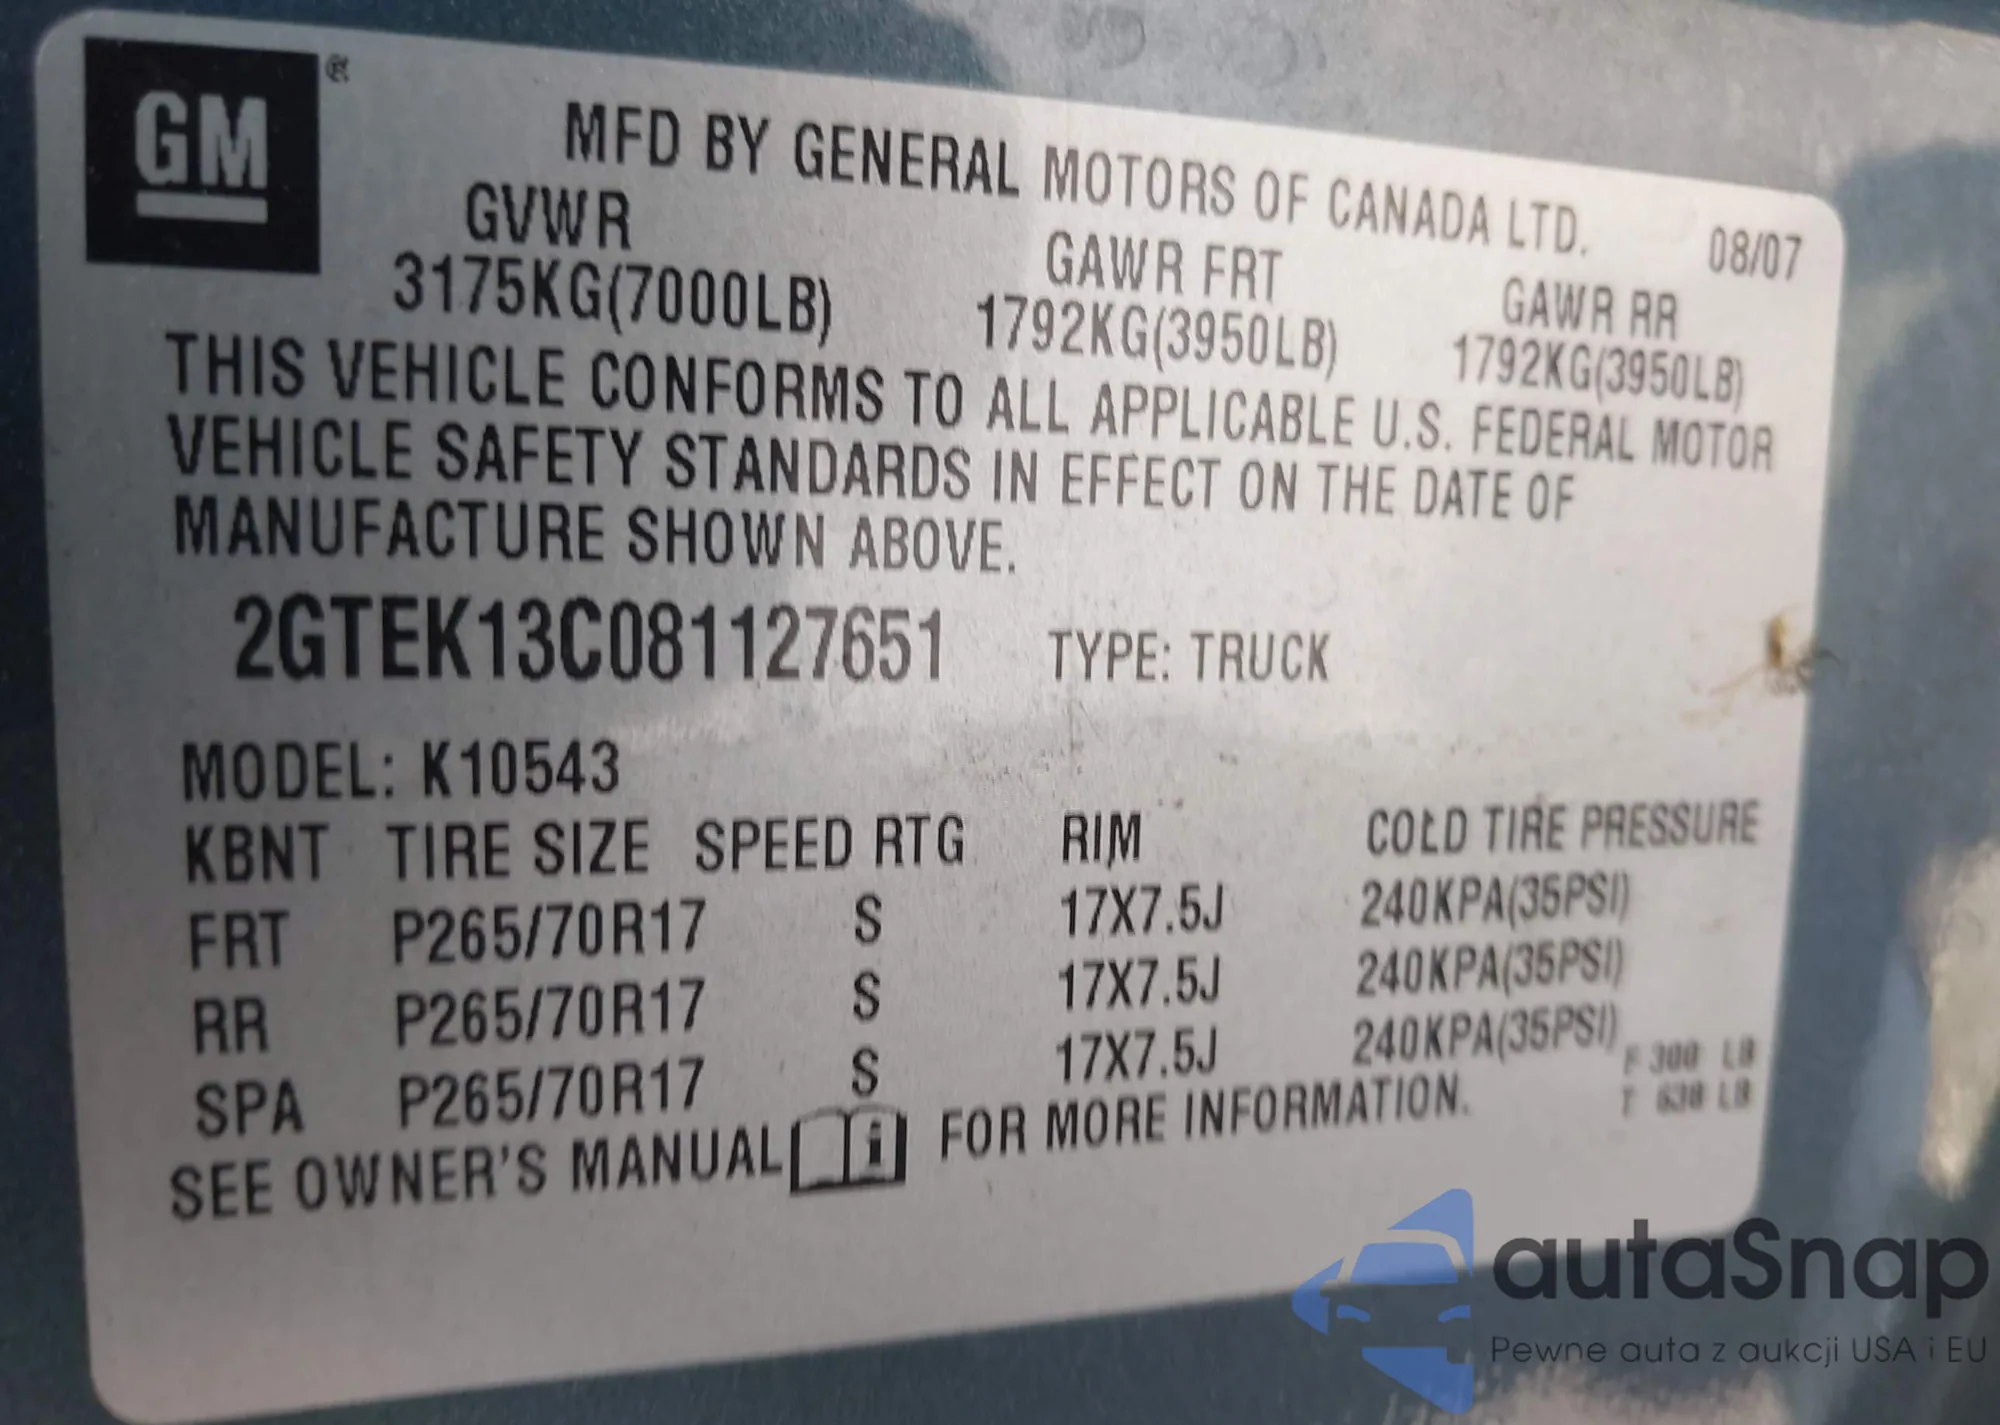 GM ®
MFD BY GENERAL MOTORS OF CANADA LTD. 08/07
GVWR GAWR FRT GAWR RR
3175KG(7000LB) 1792KG(3950LB) 1792KG(3950LB)
THIS VEHICLE CONFORMS TO ALL APPLICABLE U.S. FEDERAL MOTOR
VEHICLE SAFETY STANDARDS IN EFFECT ON THE DATE OF
MANUFACTURE SHOWN ABOVE.
2GTEK13C081127651 TYPE: TRUCK
MODEL: K10543
KBNT TIRE SIZE SPEED RTG RIM COLD TIRE PRESSURE
FRT P265/70R17 S 17X7.5J 240KPA(35PSI)
RR P265/70R17 S 17X7.5J 240KPA(35PSI)
SPA P265/70R17 S 17X7.5J 240KPA(35PSI)
F 300 LB
T LB
SEE OWNER'S MANUAL i FOR MORE INFORMATION.
autaSnap
Pewne auta z aukcji USA i EU